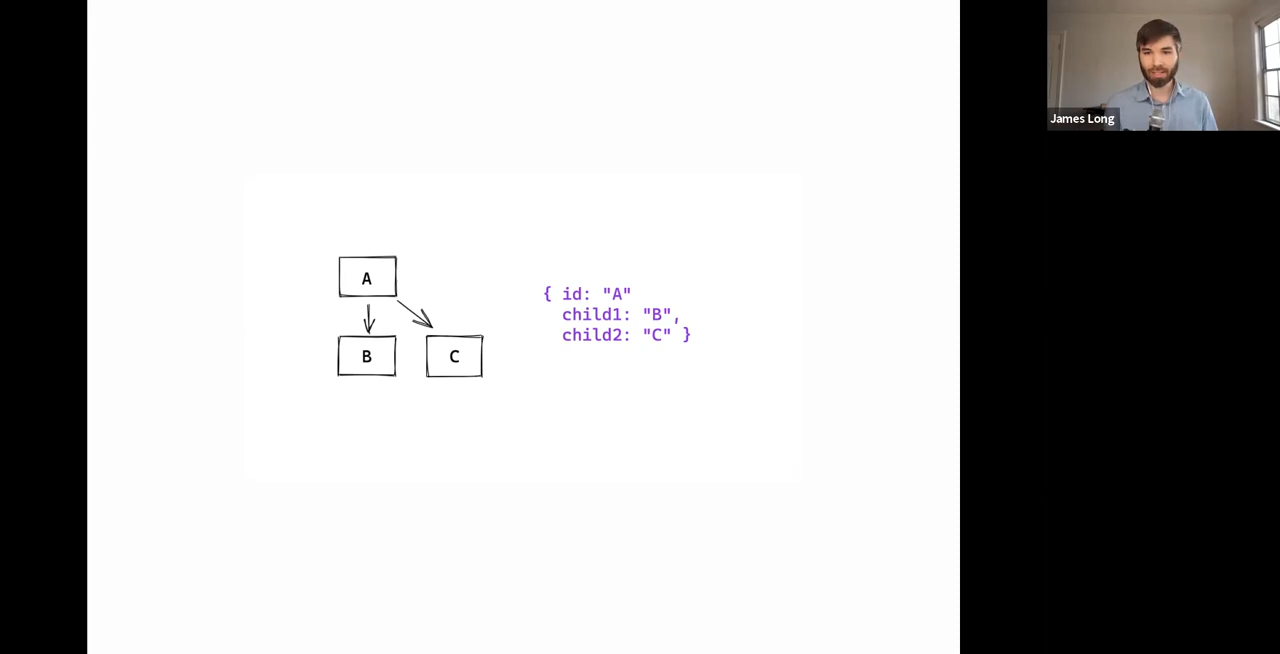 James Long
A
B
C
{ id: "A"
child1: "B",
child2: "C" }